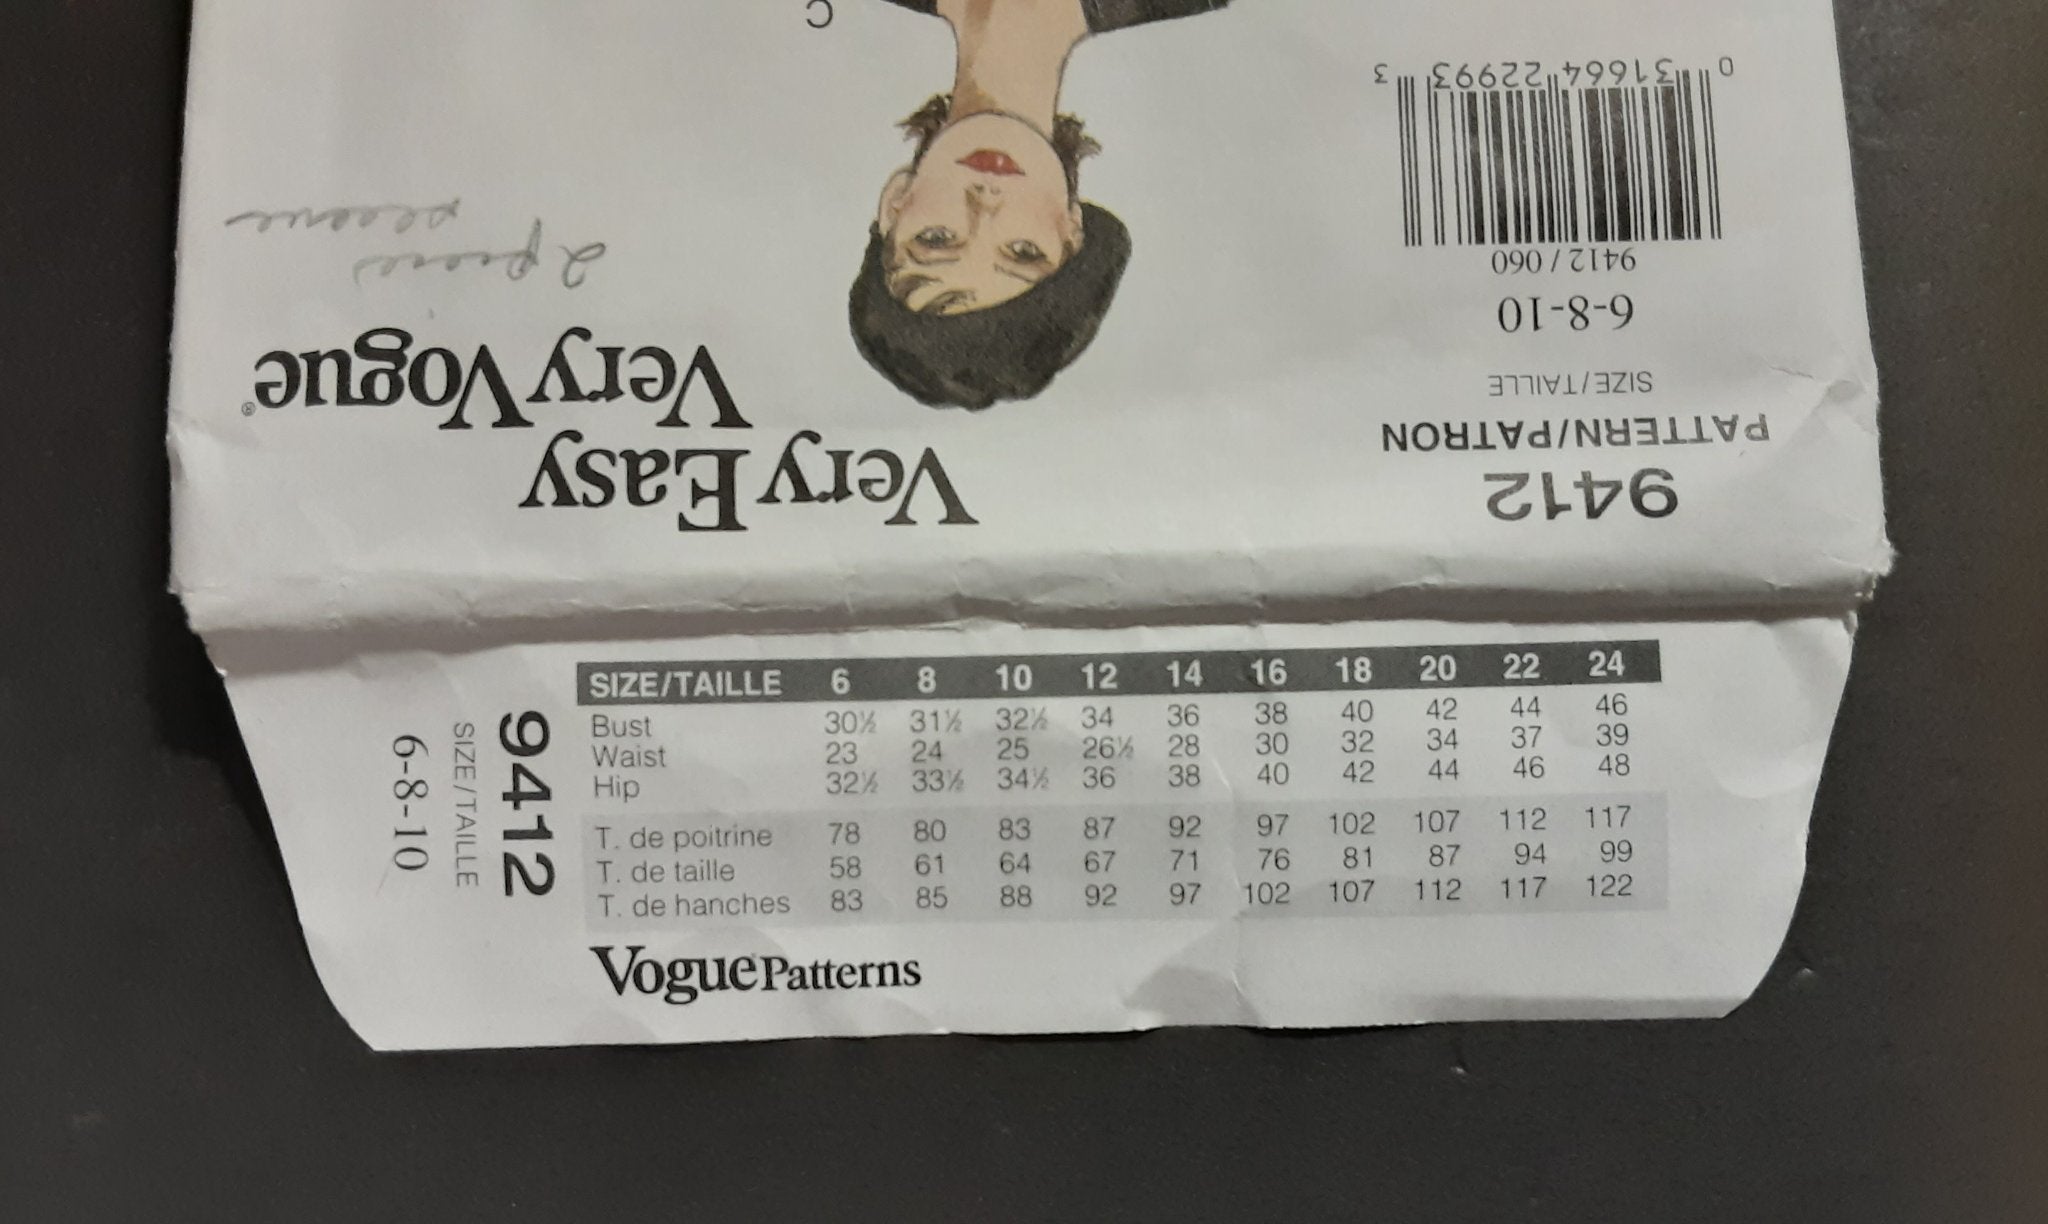 SIZE/TAILLE 6 8 10 12 14 16 18 20 22 24
Bust 30½ 31½ 32½ 34 36 38 40 42 44 46
Waist 23 24 25 26½ 28 30 32 34 37 39
Hip 32½ 33½ 34½ 36 38 40 42 44 46 48
T. de poitrine 78 80 83 87 92 97 102 107 112 117
T. de taille 58 61 64 67 71 76 81 87 94 99
T. de hanches 83 85 88 92 97 102 107 112 117 122
Vogue Patterns
9412
SIZE/TAILLE
6-8-10
9412
PATTERN/PATRON
SIZE/TAILLE
6-8-10
9412 / 060
0 31664 22993 3
Very Easy
Very Vogue®
2 pieces
C